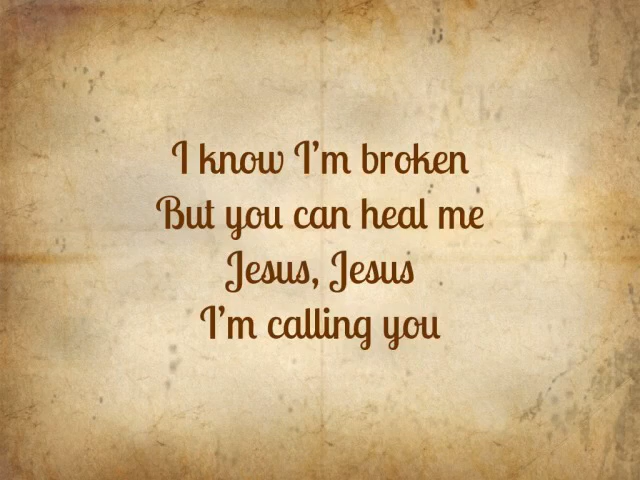 I know I'm broken
But you can heal me
Jesus, Jesus
I'm calling you